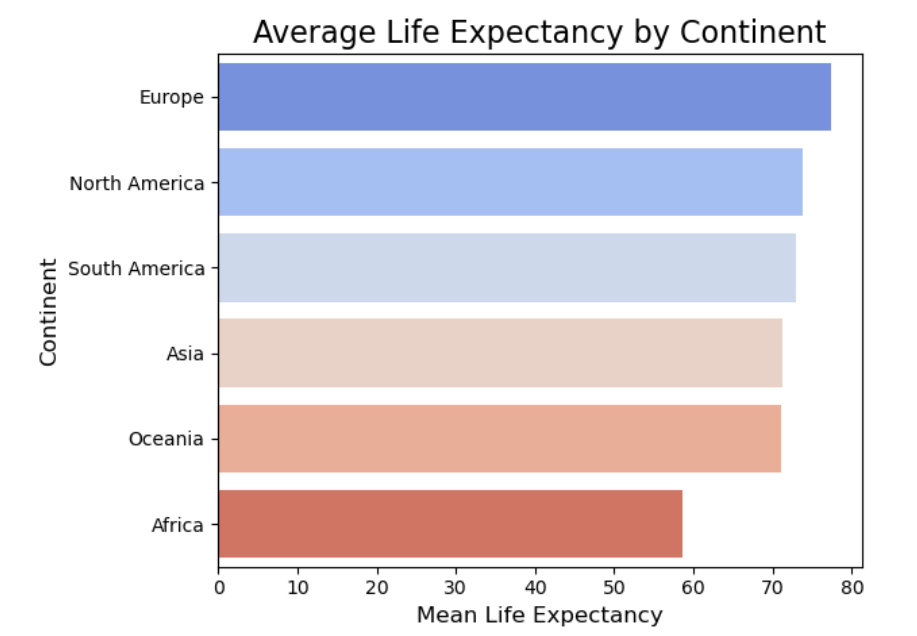 Average Life Expectancy by Continent
Continent
Europe
North America
South America
Asia
Oceania
Africa
0 10 20 30 40 50 60 70 80
Mean Life Expectancy